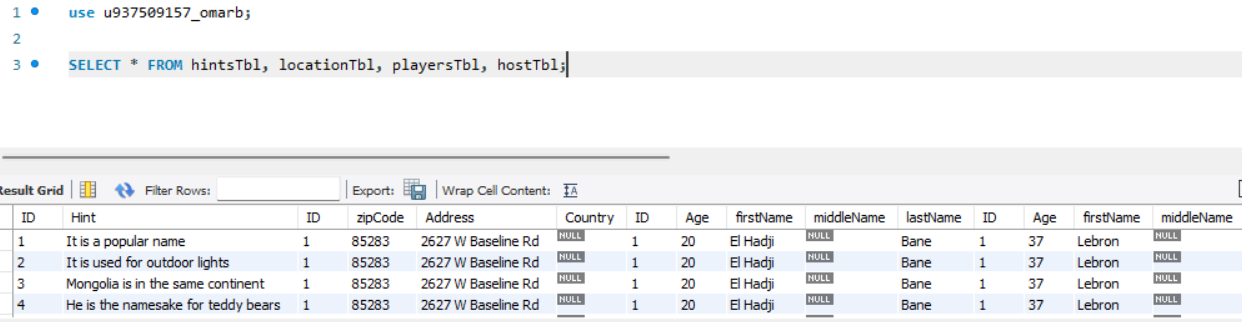 1 use u937509157_omarb;
2
3 SELECT * FROM hintsTbl, locationTbl, playersTbl, hostTbl;
Result Grid Filter Rows: Export: Wrap Cell Content:
ID Hint ID zipCode Address Country ID Age firstName middleName lastName ID Age firstName middleName
1 It is a popular name 1 85283 2627 W Baseline Rd NULL 1 20 El Hadji NULL Bane 1 37 Lebron NULL
2 It is used for outdoor lights 1 85283 2627 W Baseline Rd NULL 1 20 El Hadji NULL Bane 1 37 Lebron NULL
3 Mongolia is in the same continent 1 85283 2627 W Baseline Rd NULL 1 20 El Hadji NULL Bane 1 37 Lebron NULL
4 He is the namesake for teddy bears 1 85283 2627 W Baseline Rd NULL 1 20 El Hadji NULL Bane 1 37 Lebron NULL